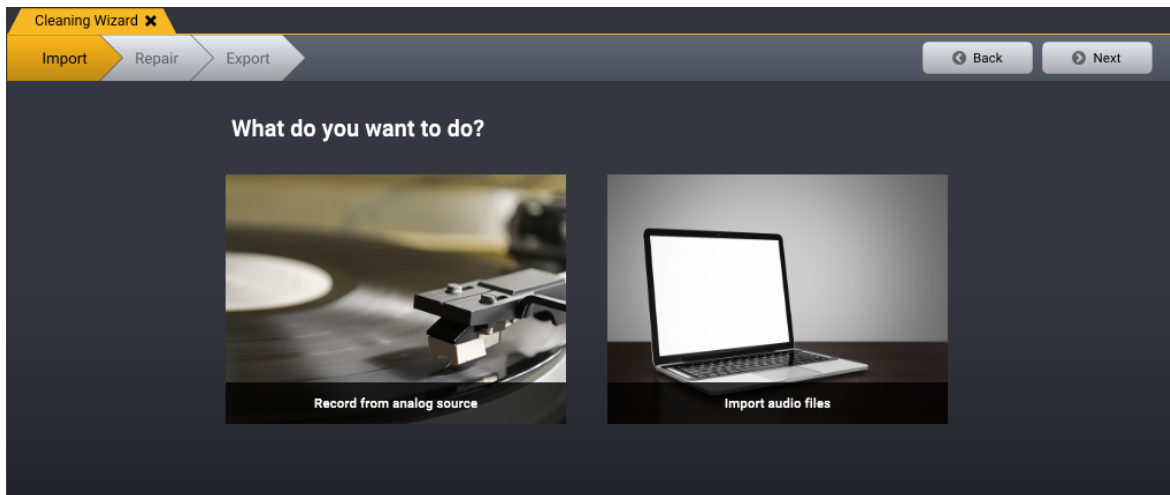 Cleaning Wizard
Import Repair Export Back Next
What do you want to do?
Record from analog source
Import audio files